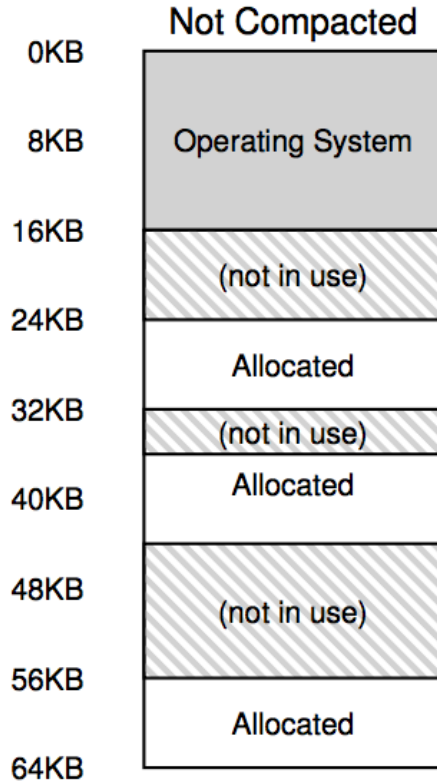 Not Compacted
0KB
8KB
Operating System
16KB
(not in use)
24KB
Allocated
32KB
(not in use)
40KB
Allocated
48KB
(not in use)
56KB
Allocated
64KB